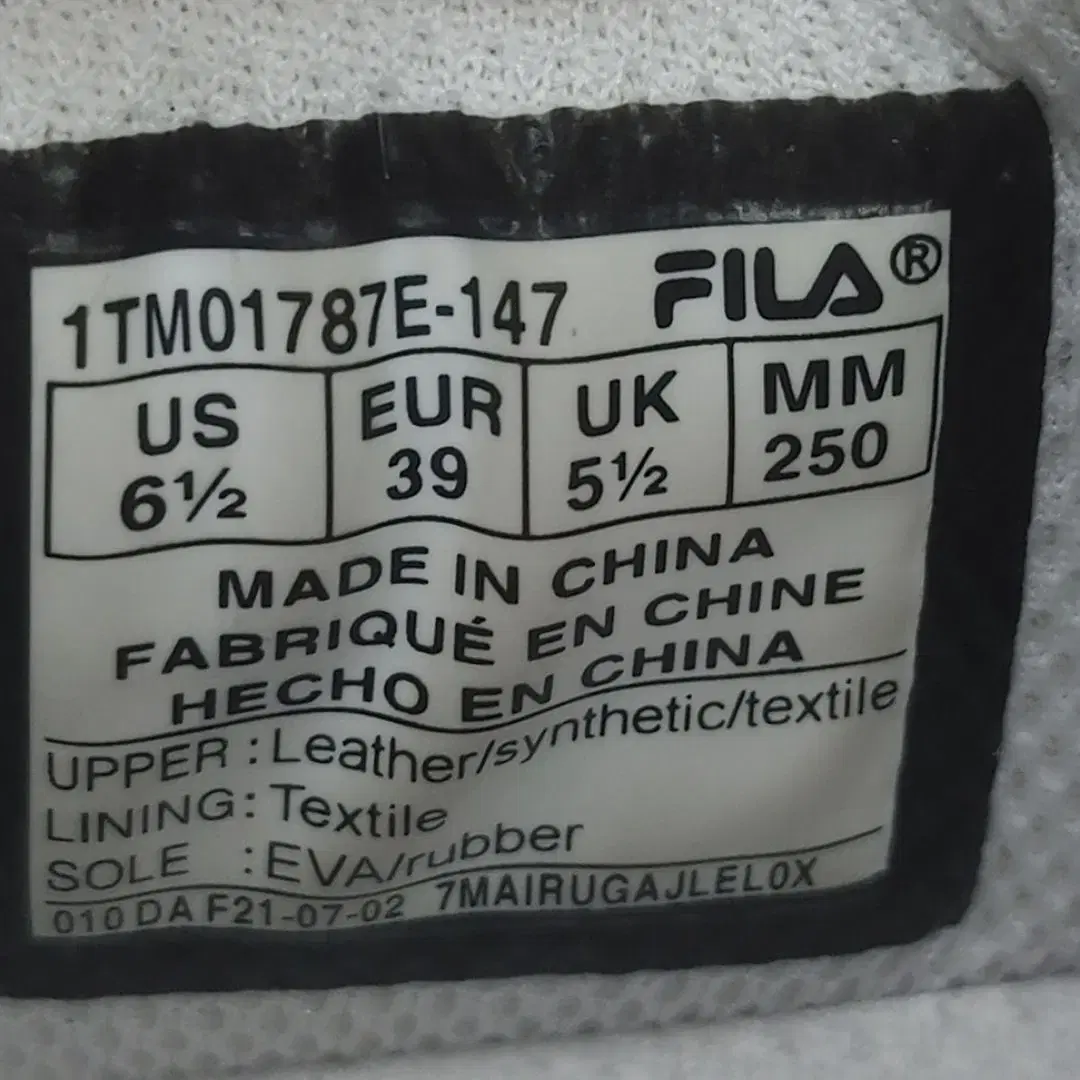 1TM01787E-147 FILA®
US EUR UK MM
6½ 39 5½ 250
MADE IN CHINA
FABRIQUÉ EN CHINE
HECHO EN CHINA
UPPER : Leather/synthetic/textile
LINING: Textile
SOLE : EVA/rubber
010 DA F21-07-02 7MAIRUGAJLEL0X